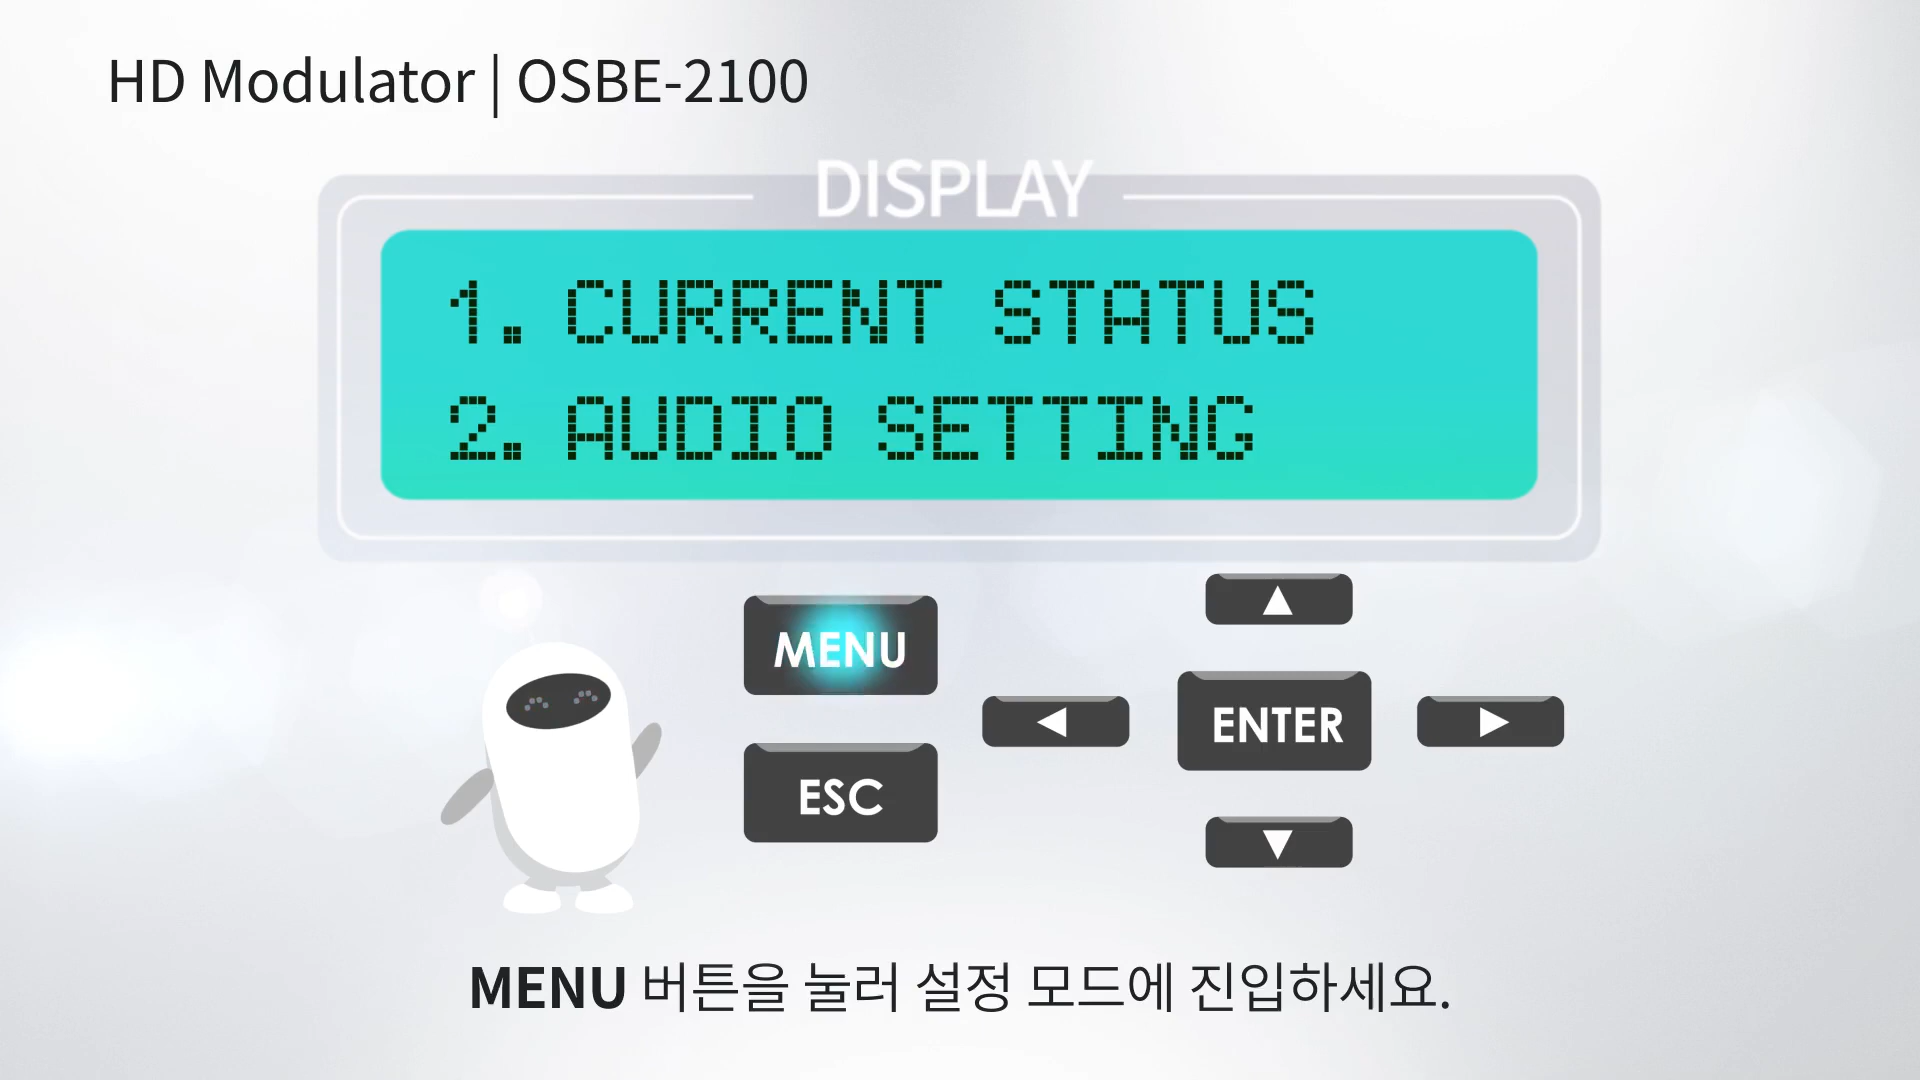 HD Modulator | OSBE-2100
DISPLAY
1. CURRENT STATUS
2. AUDIO SETTING
MENU
ESC
◀ ▲ ENTER ▼ ▶
MENU 버튼을 눌러 설정 모드에 진입하세요.